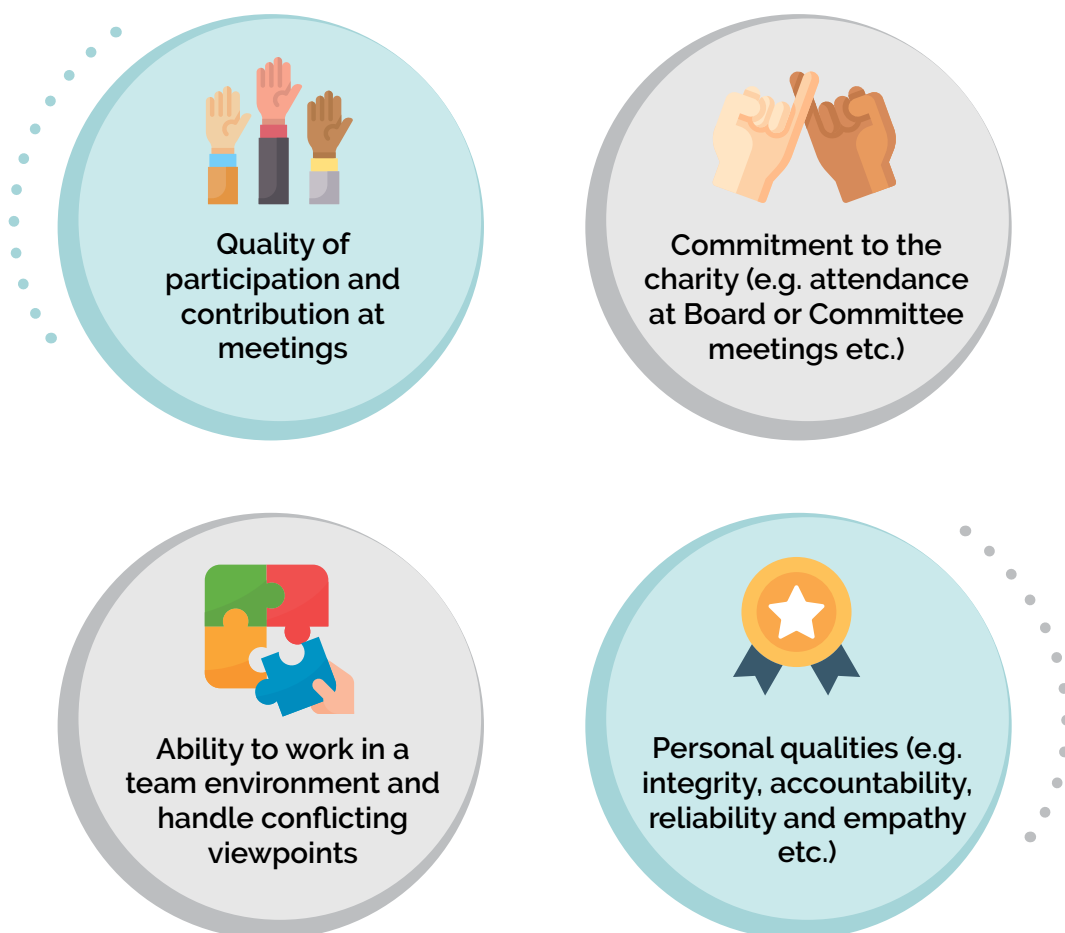 Quality of
participation and
contribution at
meetings
Commitment to the
charity (e.g. attendance
at Board or Committee
meetings etc.)
Ability to work in a
team environment and
handle conflicting
viewpoints
Personal qualities (e.g.
integrity, accountability,
reliability and empathy
etc.)